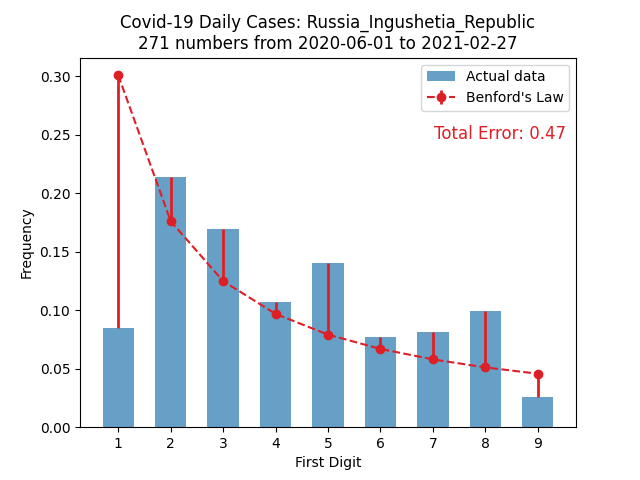 Covid-19 Daily Cases: Russia_Ingushetia_Republic
271 numbers from 2020-06-01 to 2021-02-27
Actual data
Benford's Law
Total Error: 0.47
Frequency
0.30
0.25
0.20
0.15
0.10
0.05
0.00
1 2 3 4 5 6 7 8 9
First Digit